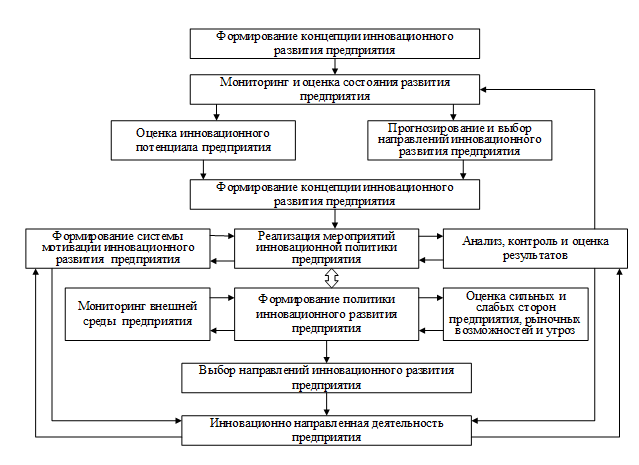 Формирование концепции инновационного
развития предприятия
Мониторинг и оценка состояния развития
предприятия
Оценка инновационного
потенциала предприятия
Прогнозирование и выбор
направлений инновационного
развития предприятия
Формирование концепции инновационного
развития предприятия
Формирование системы
мотивации инновационного
развития предприятия
Реализация мероприятий
инновационной политики
предприятия
Анализ, контроль и оценка
результатов
Мониторинг внешней
среды предприятия
Формирование политики
инновационного развития
предприятия
Оценка сильных и
слабых сторон
предприятия, рыночных
возможностей и угроз
Выбор направлений инновационного развития
предприятия
Инновационно направленная деятельность
предприятия